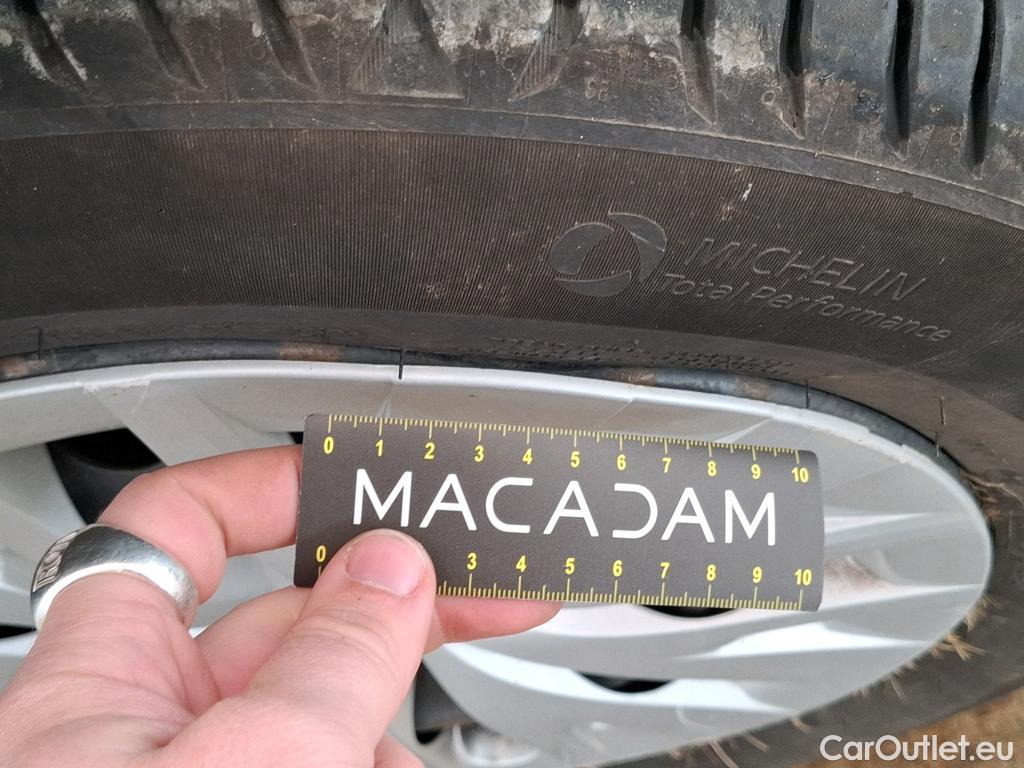 MICHELIN
Total Performance
0 1 2 3 4 5 6 7 8 9 10
MACADAM
0 3 4 5 6 7 8 9 10
CarOutlet.eu